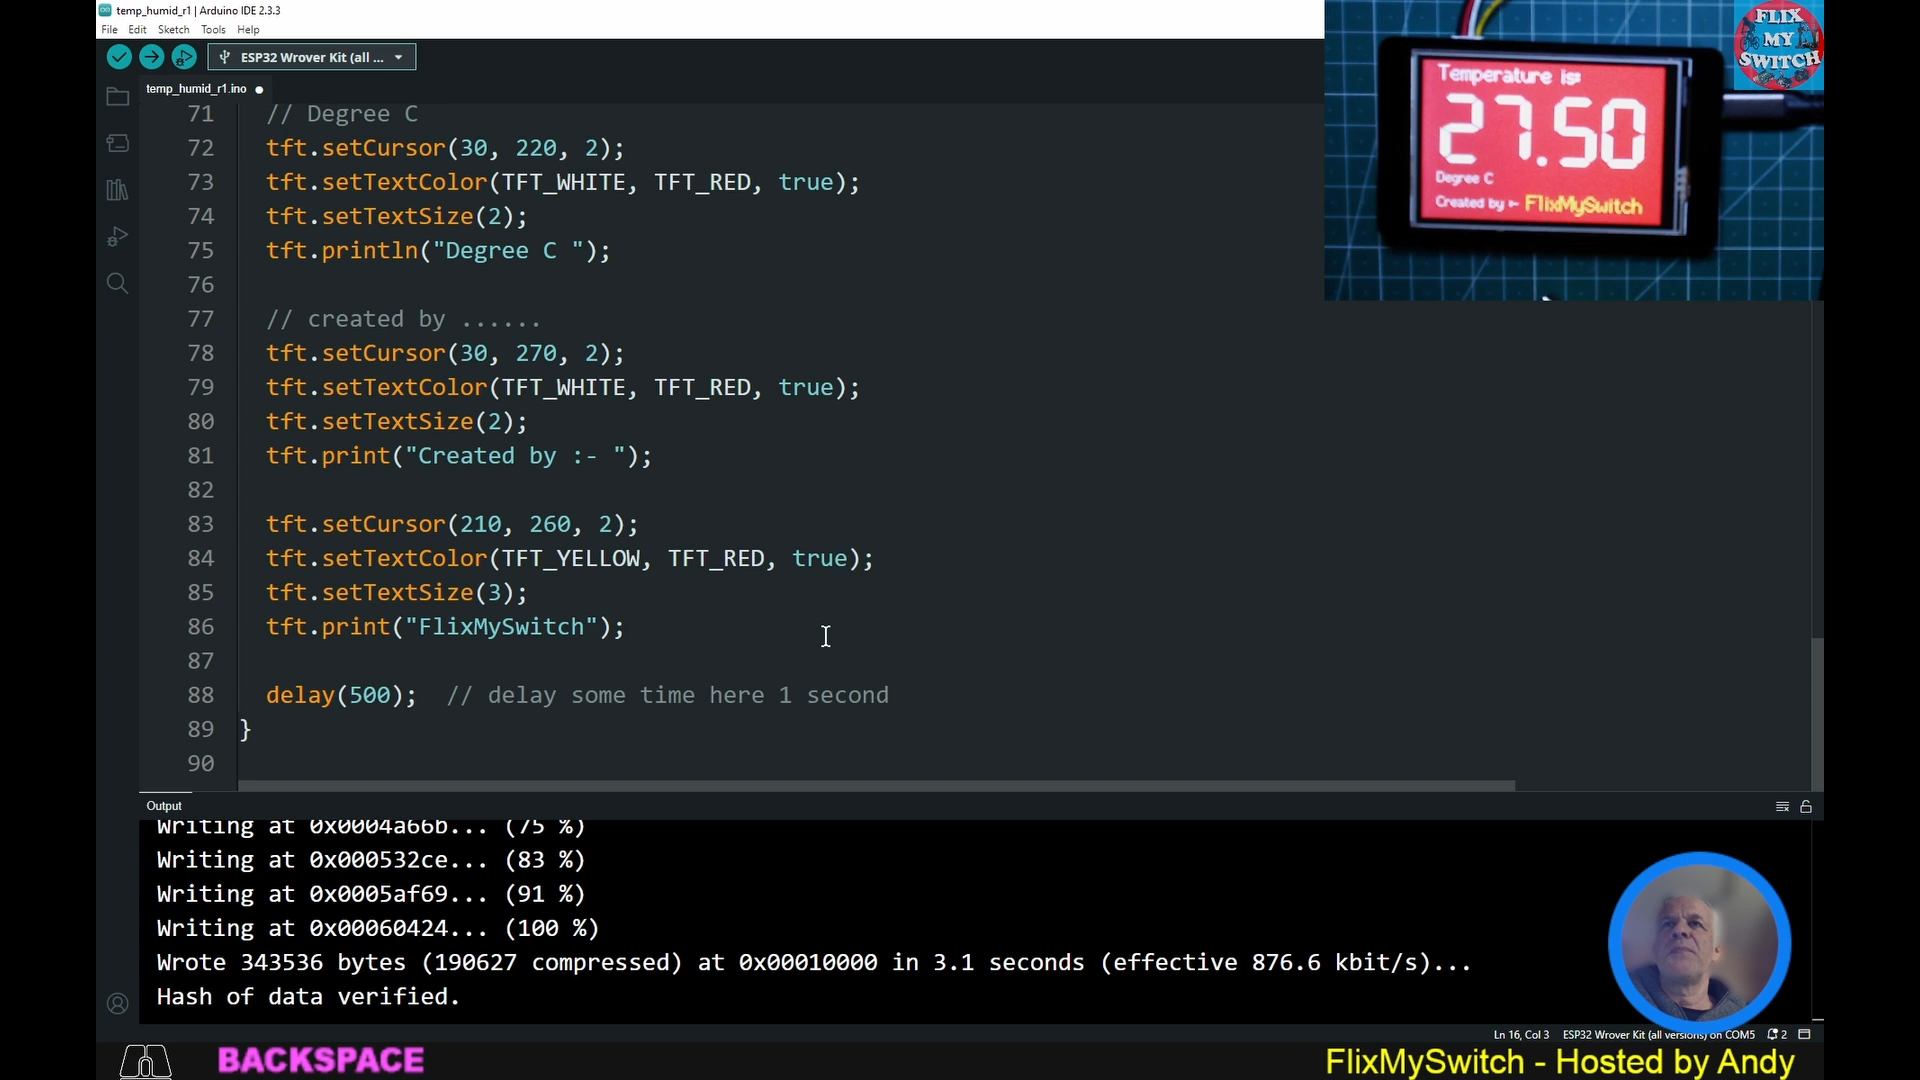 temp_humid_r1 | Arduino IDE 2.3.3
File Edit Sketch Tools Help
ESP32 Wrover Kit (all ...
temp_humid_r1.ino
71 // Degree C
72 tft.setCursor(30, 220, 2);
73 tft.setTextColor(TFT_WHITE, TFT_RED, true);
74 tft.setTextSize(2);
75 tft.println("Degree C ");
76
77 // created by ......
78 tft.setCursor(30, 270, 2);
79 tft.setTextColor(TFT_WHITE, TFT_RED, true);
80 tft.setTextSize(2);
81 tft.print("Created by :- ");
82
83 tft.setCursor(210, 260, 2);
84 tft.setTextColor(TFT_YELLOW, TFT_RED, true);
85 tft.setTextSize(3);
86 tft.print("FlixMySwitch");
87
88 delay(500); // delay some time here 1 second
89 }
90
Temperature is:
27.50
Degree C
Created by :- FlixMySwitch
FLIX
MY
SWITCH
Output
Writing at 0x0004a66b... (75 %)
Writing at 0x000532ce... (83 %)
Writing at 0x0005af69... (91 %)
Writing at 0x00060424... (100 %)
Wrote 343536 bytes (190627 compressed) at 0x00010000 in 3.1 seconds (effective 876.6 kbit/s)...
Hash of data verified.
Ln 16, Col 3 ESP32 Wrover Kit (all versions) on COM5 2
BACKSPACE
FlixMySwitch - Hosted by Andy